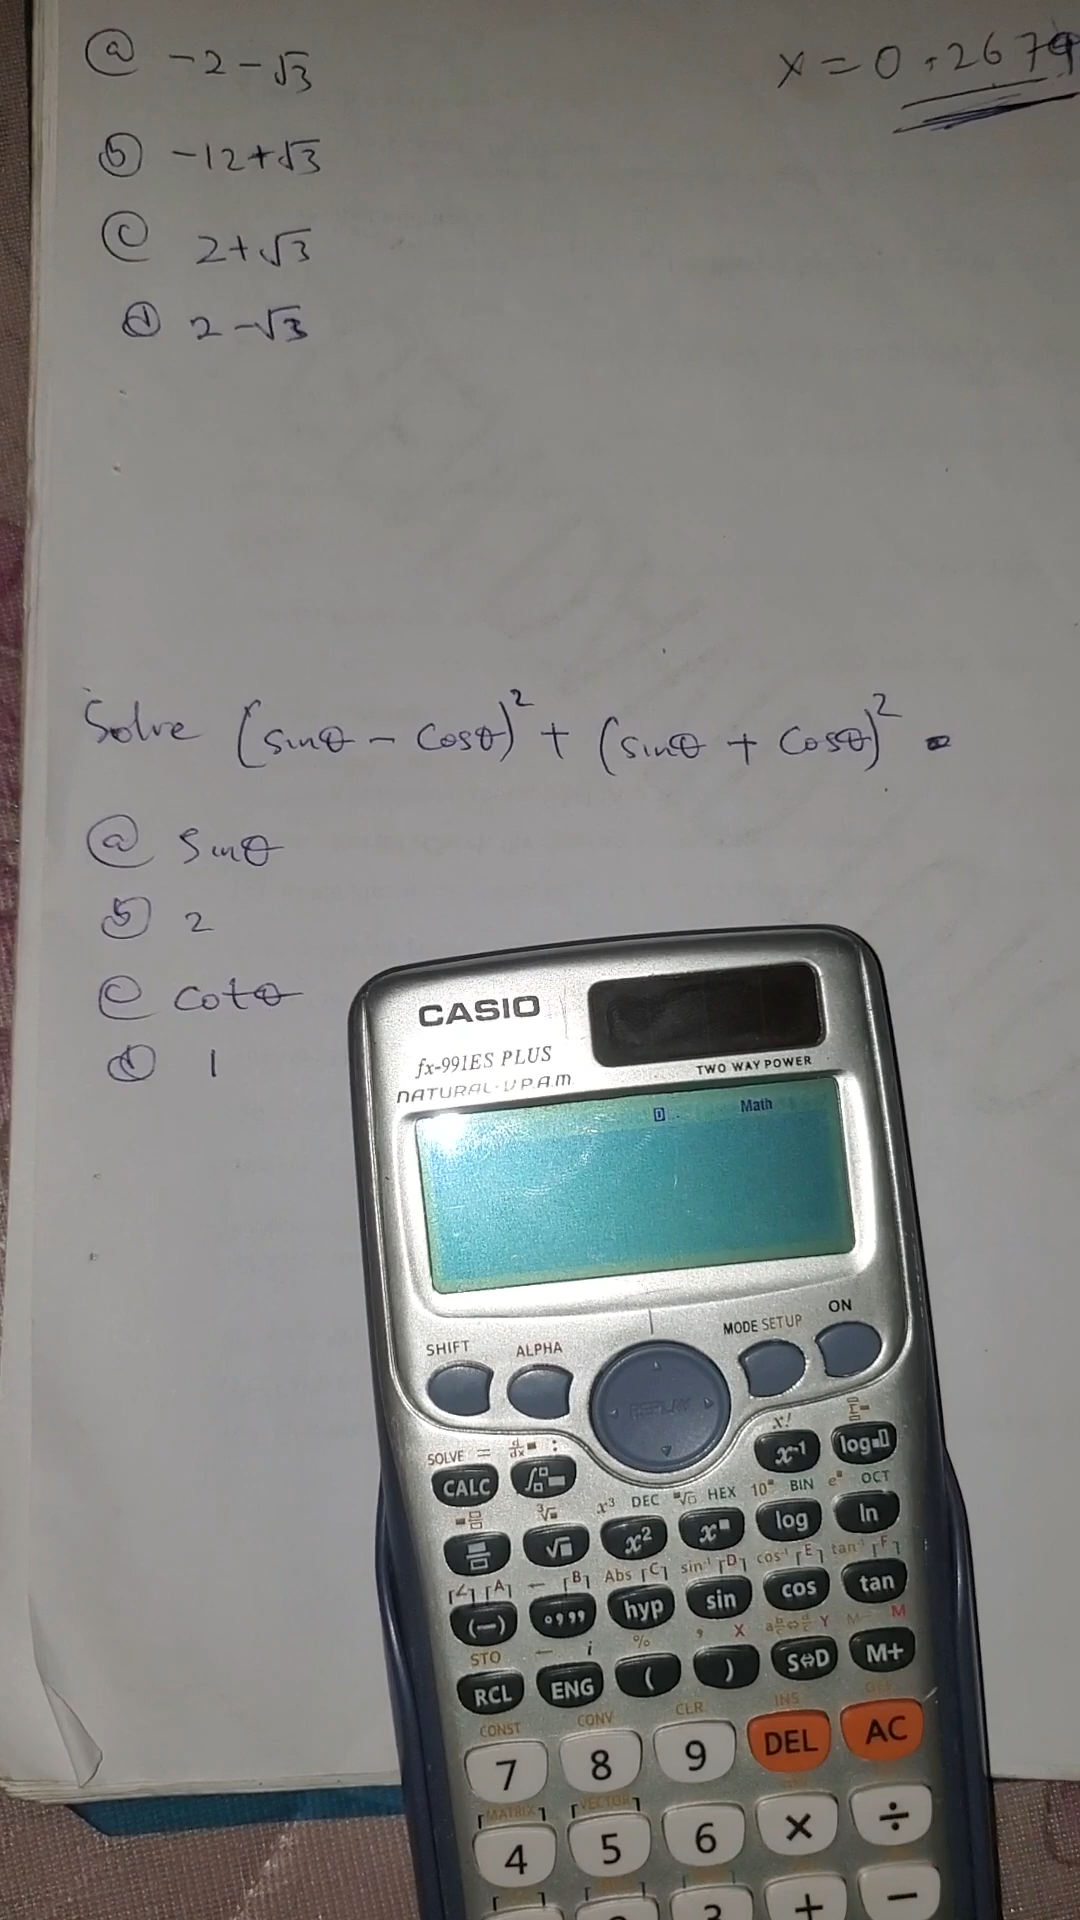 ⓐ -2-√3
x = 0.2679
ⓑ -12+√3
ⓒ 2+√3
ⓓ 2-√3
Solve (sinθ - cosθ)² + (sinθ + cosθ)²
ⓐ sinθ
ⓑ 2
ⓒ cotθ
ⓓ 1
CASIO
fx-991ES PLUS
NATURAL-V.P.A.M.
TWO WAY POWER
D Math
SHIFT ALPHA MODE SETUP ON
REPLAY
x!
SOLVE = d/dx :
CALC x⁻¹ log
³√ x³ DEC √ HEX 10 BIN e OCT
√ x² x log ln
∠ A ← B Abs C sin⁻¹ D cos⁻¹ E tan⁻¹ F
(−) °,,, hyp sin cos tan
STO ← i % , X a b/c⇔d/c Y M− M
RCL ENG ( ) S⇔D M+
CONST CONV CLR INS
7 8 9 DEL AC
MATRIX VECTOR
4 5 6 × ÷
3 + −